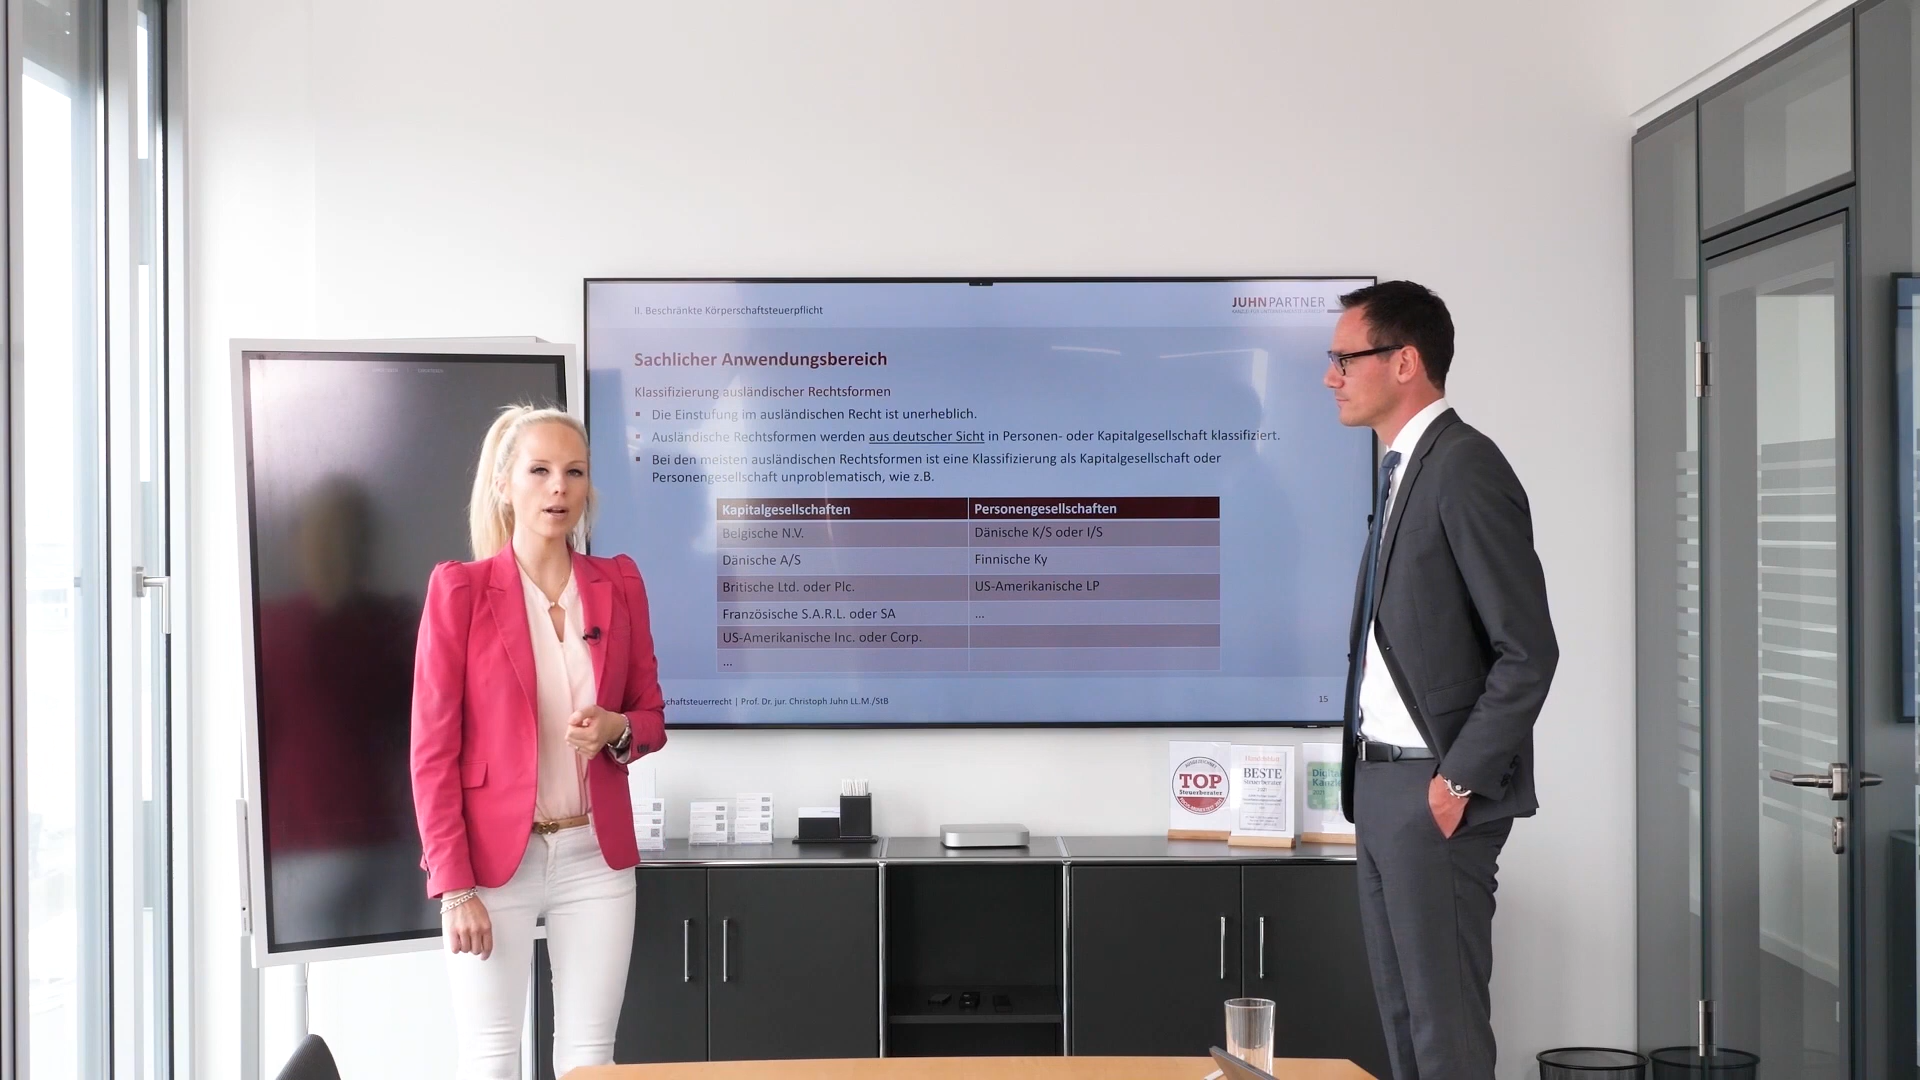 II. Beschränkte Körperschaftsteuerpflicht
JUHNPARTNER
Sachlicher Anwendungsbereich
Klassifizierung ausländischer Rechtsformen
▪ Die Einstufung im ausländischen Recht ist unerheblich.
▪ Ausländische Rechtsformen werden aus deutscher Sicht in Personen- oder Kapitalgesellschaft klassifiziert.
▪ Bei den meisten ausländischen Rechtsformen ist eine Klassifizierung als Kapitalgesellschaft oder
Personengesellschaft unproblematisch, wie z.B.
Kapitalgesellschaften Personengesellschaften
Belgische N.V. Dänische K/S oder I/S
Dänische A/S Finnische Ky
Britische Ltd. oder Plc. US-Amerikanische LP
Französische S.A.R.L. oder SA ...
US-Amerikanische Inc. oder Corp.
...
schaftsteuerrecht | Prof. Dr. jur. Christoph Juhn LL.M /StB 15
TOP
Steuerberater
BESTE
Steuerberater
2021